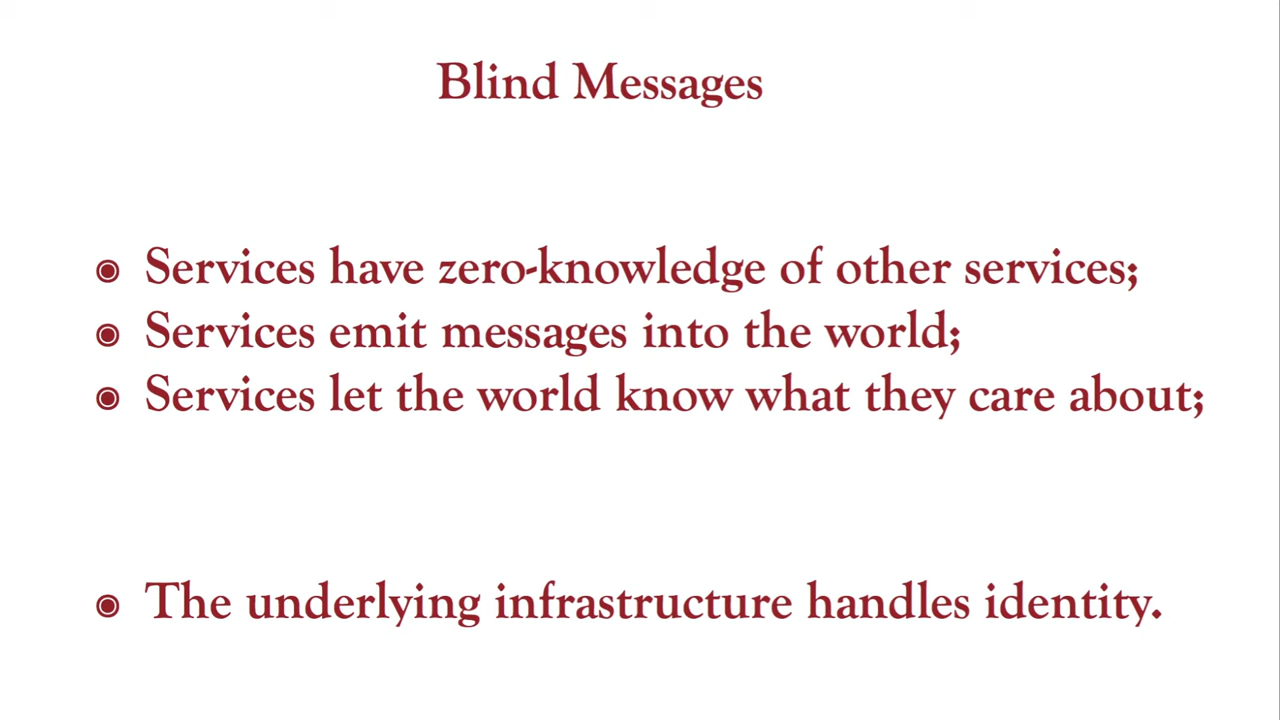 Blind Messages
◉ Services have zero-knowledge of other services;
◉ Services emit messages into the world;
◉ Services let the world know what they care about;
◉ The underlying infrastructure handles identity.